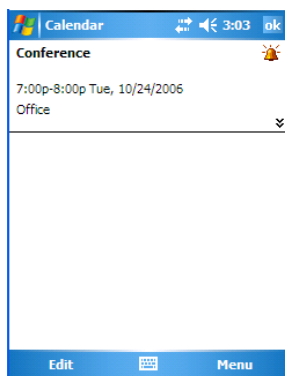 Calendar 3:03 ok
Conference
7:00p-8:00p Tue, 10/24/2006
Office
Edit Menu